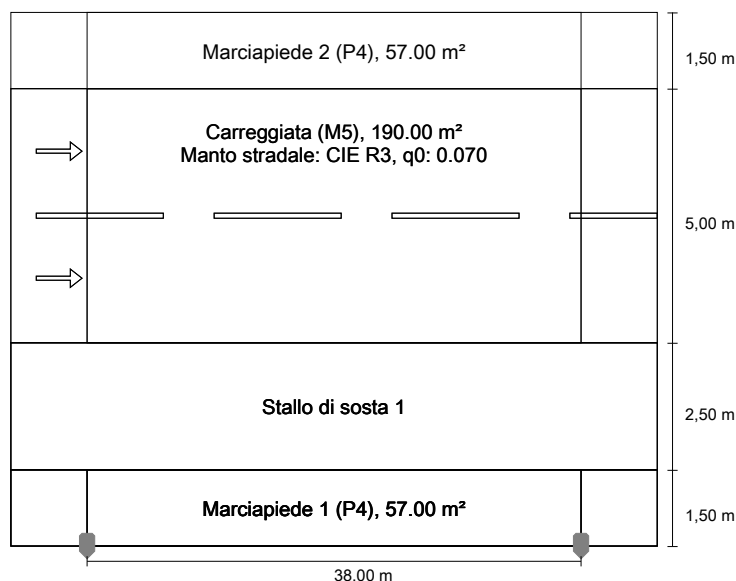 Marciapiede 2 (P4), 57.00 m²
1,50 m
Carreggiata (M5), 190.00 m²
Manto stradale: CIE R3, q0: 0.070
5,00 m
Stallo di sosta 1
2,50 m
Marciapiede 1 (P4), 57.00 m²
1,50 m
38.00 m